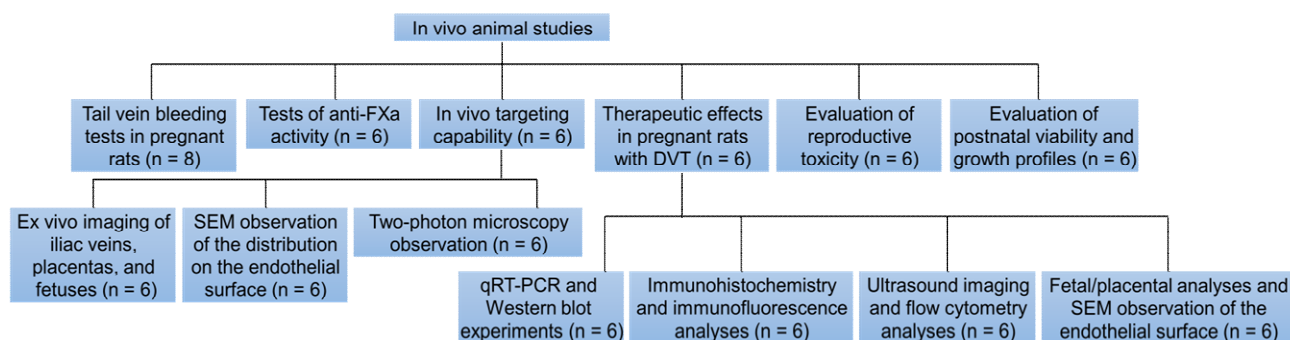 In vivo animal studies
Tail vein bleeding
tests in pregnant
rats
(n = 8)
Tests of anti-FXa
activity
(n = 6)
In vivo targeting
capability
(n = 6)
Therapeutic effects
in pregnant rats
with DVT (n = 6)
Evaluation of
reproductive
toxicity (n = 6)
Evaluation of
postnatal viability and
growth profiles (n = 6)
Ex vivo imaging of
iliac veins,
placentas, and
fetuses (n = 6)
SEM observation
of the distribution
on the endothelial
surface (n = 6)
Two-photon microscopy
observation (n = 6)
qRT-PCR and
Western blot
experiments (n = 6)
Immunohistochemistry
and immunofluorescence
analyses (n = 6)
Ultrasound imaging
and flow cytometry
analyses (n = 6)
Fetal/placental analyses and
SEM observation of the
endothelial surface (n = 6)